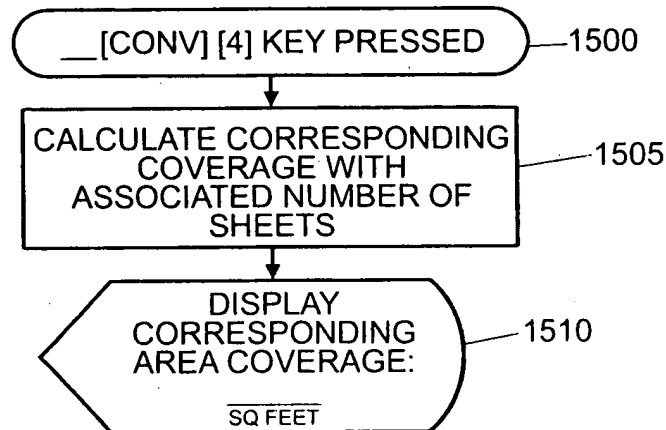 __[CONV] [4] KEY PRESSED
1500
CALCULATE CORRESPONDING
COVERAGE WITH
ASSOCIATED NUMBER OF
SHEETS
1505
DISPLAY
CORRESPONDING
AREA COVERAGE:
SQ FEET
1510